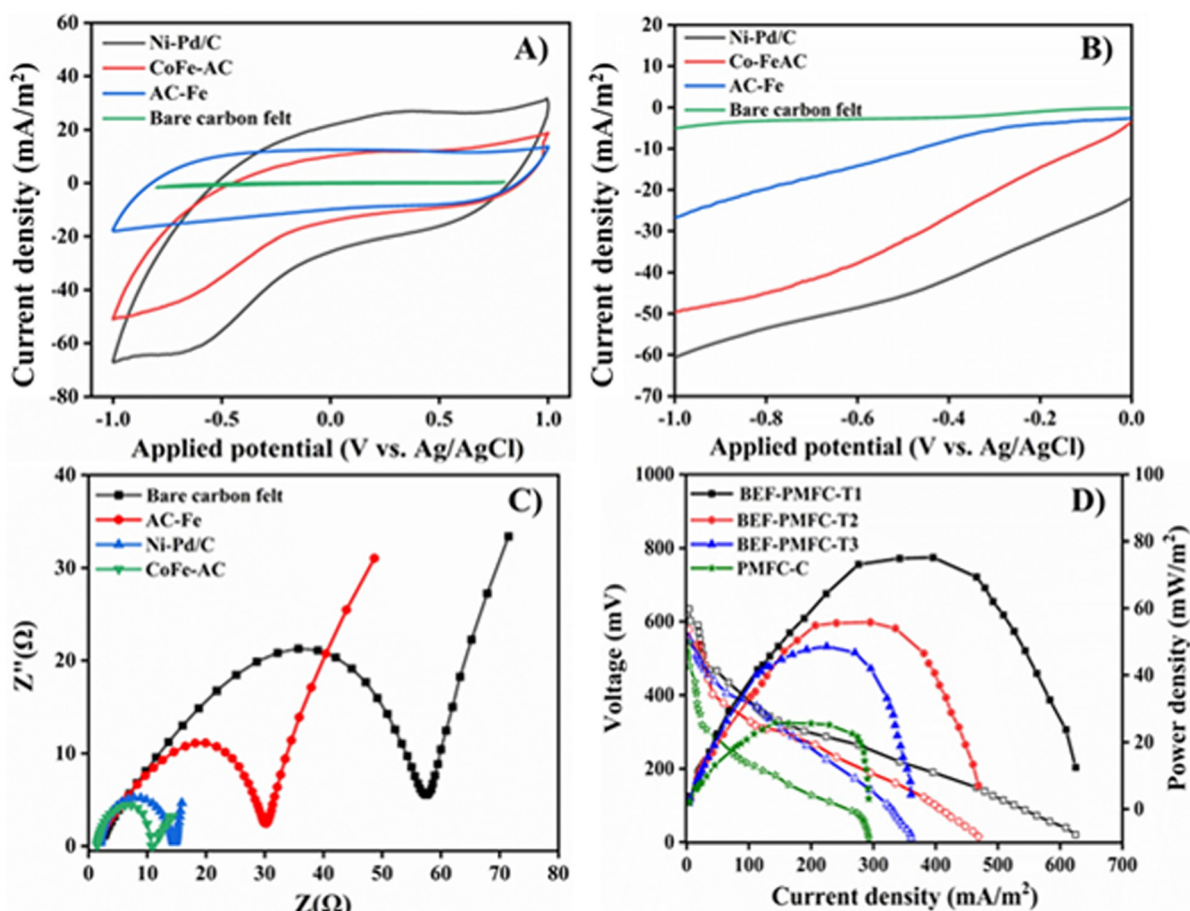 A)
Ni-Pd/C
CoFe-AC
AC-Fe
Bare carbon felt
60
40
20
0
-20
-40
-60
-80
Current density (mA/m²)
-1.0 -0.5 0.0 0.5 1.0
Applied potential (V vs. Ag/AgCl)
B)
Ni-Pd/C
Co-FeAC
AC-Fe
Bare carbon felt
20
10
0
-10
-20
-30
-40
-50
-60
-70
Current density (mA/m²)
-1.0 -0.8 -0.6 -0.4 -0.2 0.0
Applied potential (V vs. Ag/AgCl)
C)
Bare carbon felt
AC-Fe
Ni-Pd/C
CoFe-AC
40
30
20
10
0
Z"(Ω)
0 10 20 30 40 50 60 70 80
Z(Ω)
D)
BEF-PMFC-T1
BEF-PMFC-T2
BEF-PMFC-T3
PMFC-C
1000
800
600
400
200
0
Voltage (mV)
100
80
60
40
20
0
Power density (mW/m²)
0 100 200 300 400 500 600 700
Current density (mA/m²)